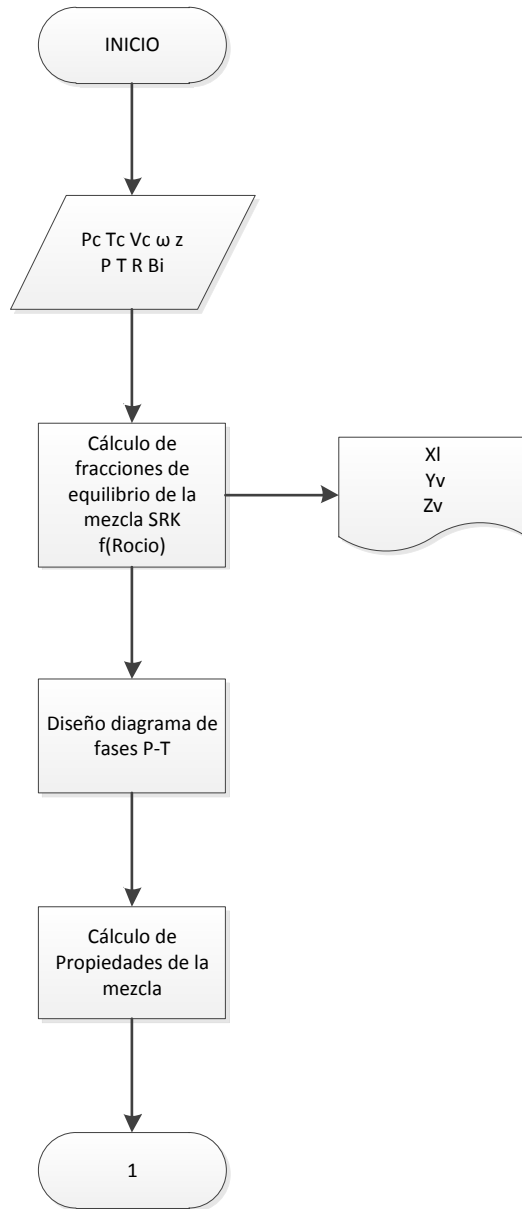 INICIO
Pc Tc Vc ω z
P T R Bi
Cálculo de
fracciones de
equilibrio de la
mezcla SRK
f(Rocio)
Xl
Yv
Zv
Diseño diagrama de
fases P-T
Cálculo de
Propiedades de la
mezcla
1